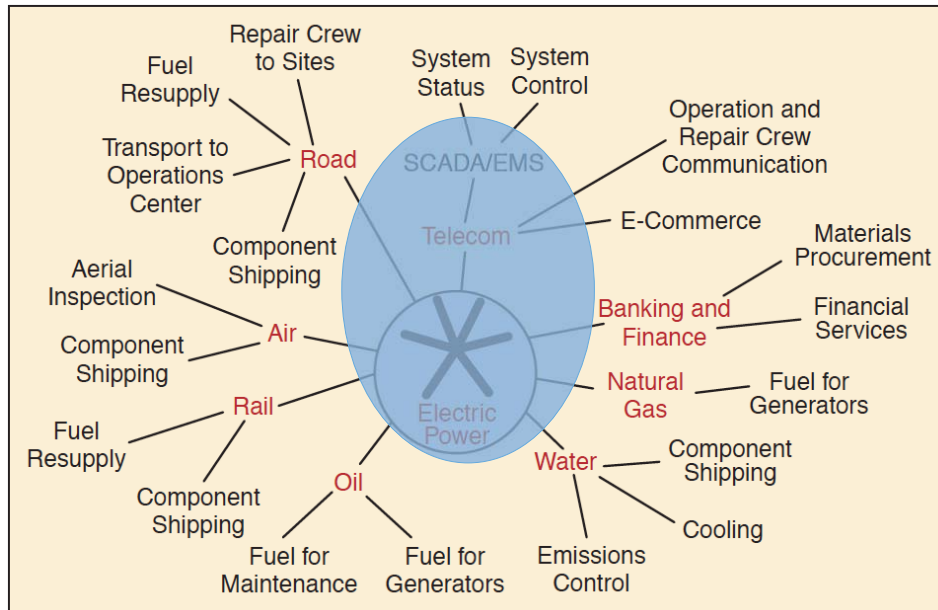 Repair Crew
to Sites
Fuel
Resupply
Transport to
Operations
Center
Road
Component
Shipping
System
Status
System
Control
SCADA/EMS
Telecom
Operation and
Repair Crew
Communication
E-Commerce
Materials
Procurement
Banking and
Finance
Financial
Services
Aerial
Inspection
Air
Component
Shipping
Rail
Fuel
Resupply
Component
Shipping
Electric
Power
Natural
Gas
Fuel for
Generators
Water
Component
Shipping
Cooling
Emissions
Control
Oil
Fuel for
Maintenance
Fuel for
Generators